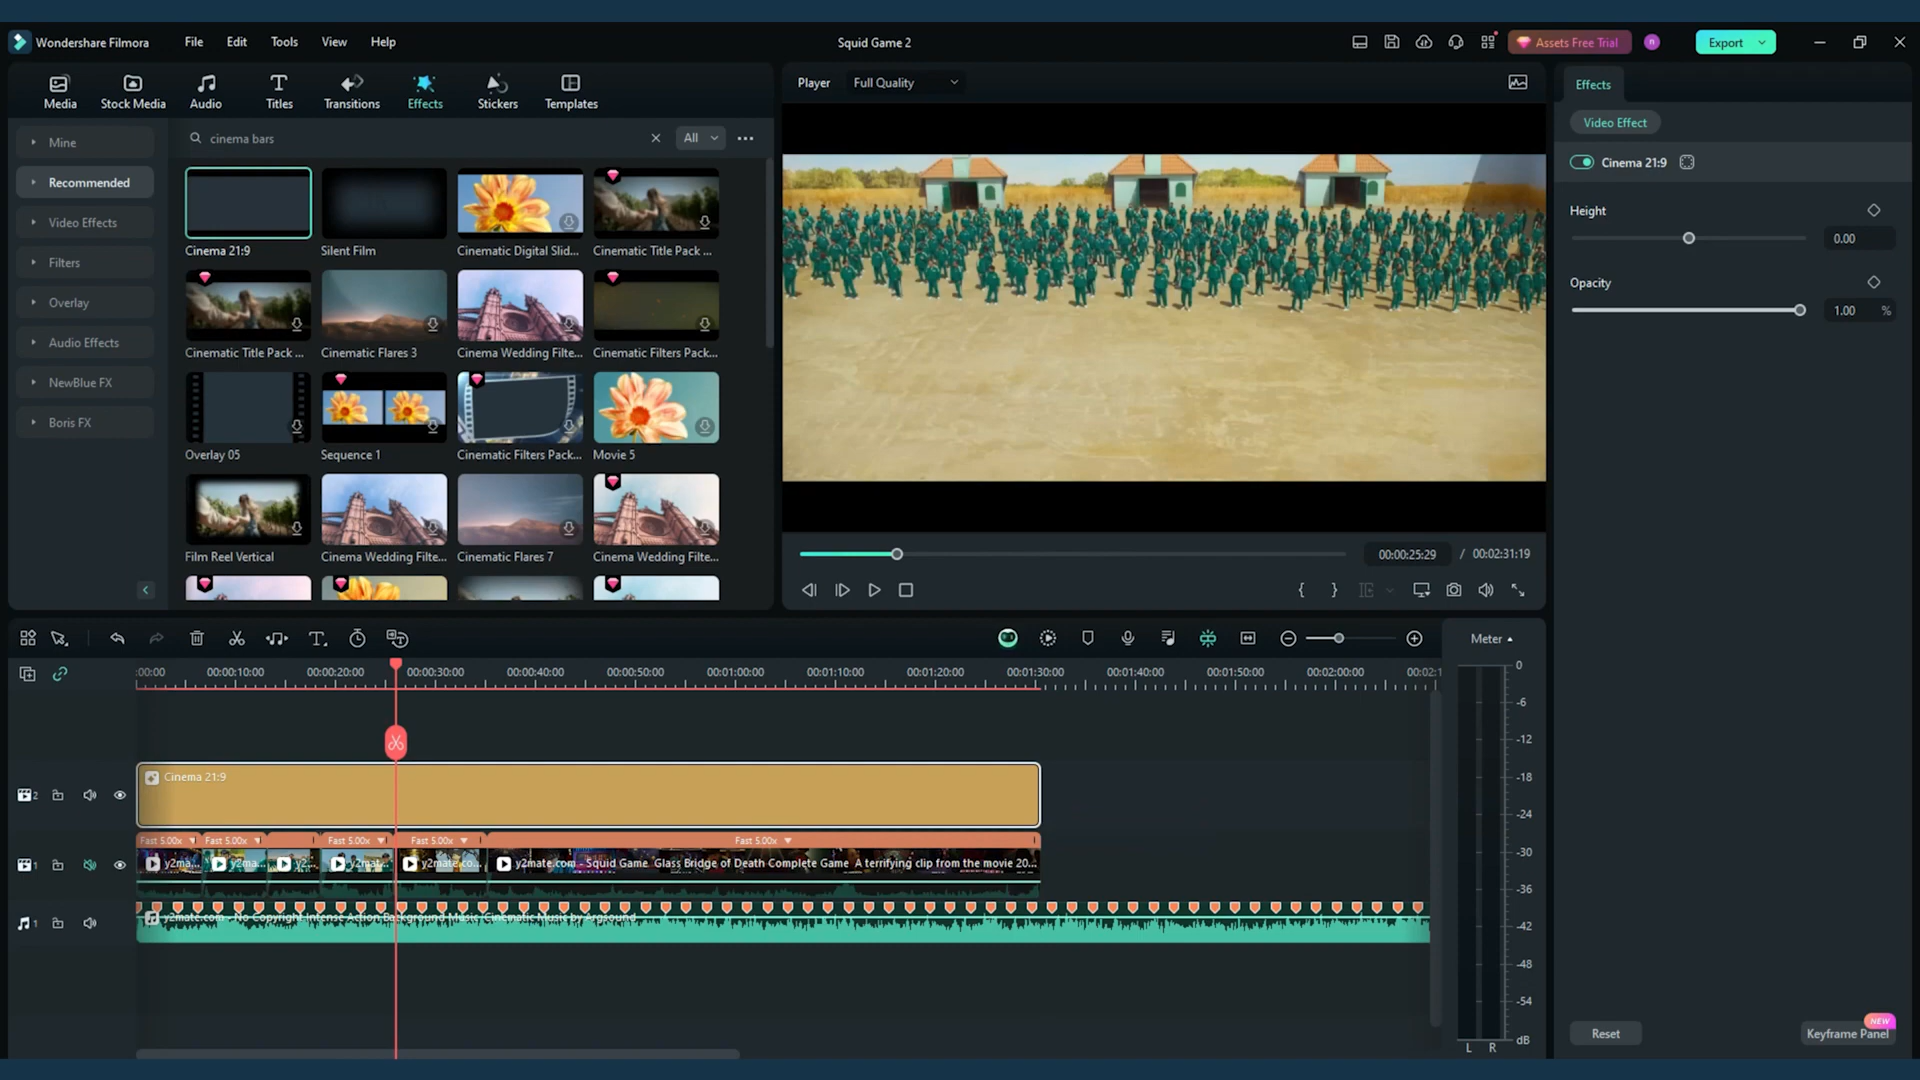 Wondershare Filmora
File
Edit
Tools
View
Help
Squid Game 2
Assets Free Trial
n
Export
Media
Stock Media
Audio
Titles
Transitions
Effects
Stickers
Templates
Player
Full Quality
Effects
Video Effect
Mine
Recommended
Video Effects
Filters
Overlay
Audio Effects
NewBlue FX
Boris FX
cinema bars
All
Cinema 21:9
Silent Film
Cinematic Digital Slid...
Cinematic Title Pack ...
Cinematic Title Pack ...
Cinematic Flares 3
Cinema Wedding Filte...
Cinematic Filters Pack...
Overlay 05
Sequence 1
Cinematic Filters Pack...
Movie 5
Film Reel Vertical
Cinema Wedding Filte...
Cinematic Flares 7
Cinema Wedding Filte...
00:00:25:29 / 00:02:31:19
Cinema 21:9
Height
0.00
Opacity
1.00 %
Meter
:00:00
00:00:10:00
00:00:20:00
00:00:30:00
00:00:40:00
00:00:50:00
00:01:00:00
00:01:10:00
00:01:20:00
00:01:30:00
00:01:40:00
00:01:50:00
00:02:00:00
00:02:1
2
Cinema 21:9
Fast 5.00x
Fast 5.00x
Fast 5.00x
Fast 5.00x
Fast 5.00x
1
y2ma...
y2ma...
y2...
y2mat...
y2mate.co...
y2mate.com - Squid Game Glass Bridge of Death Complete Game A terrifying clip from the movie 20...
1
y2mate.com - No Copyright Intense Action Background Music Cinematic Music by Argsound
0
-6
-12
-18
-24
-30
-36
-42
-48
-54
dB
L
R
Reset
Keyframe Panel
NEW